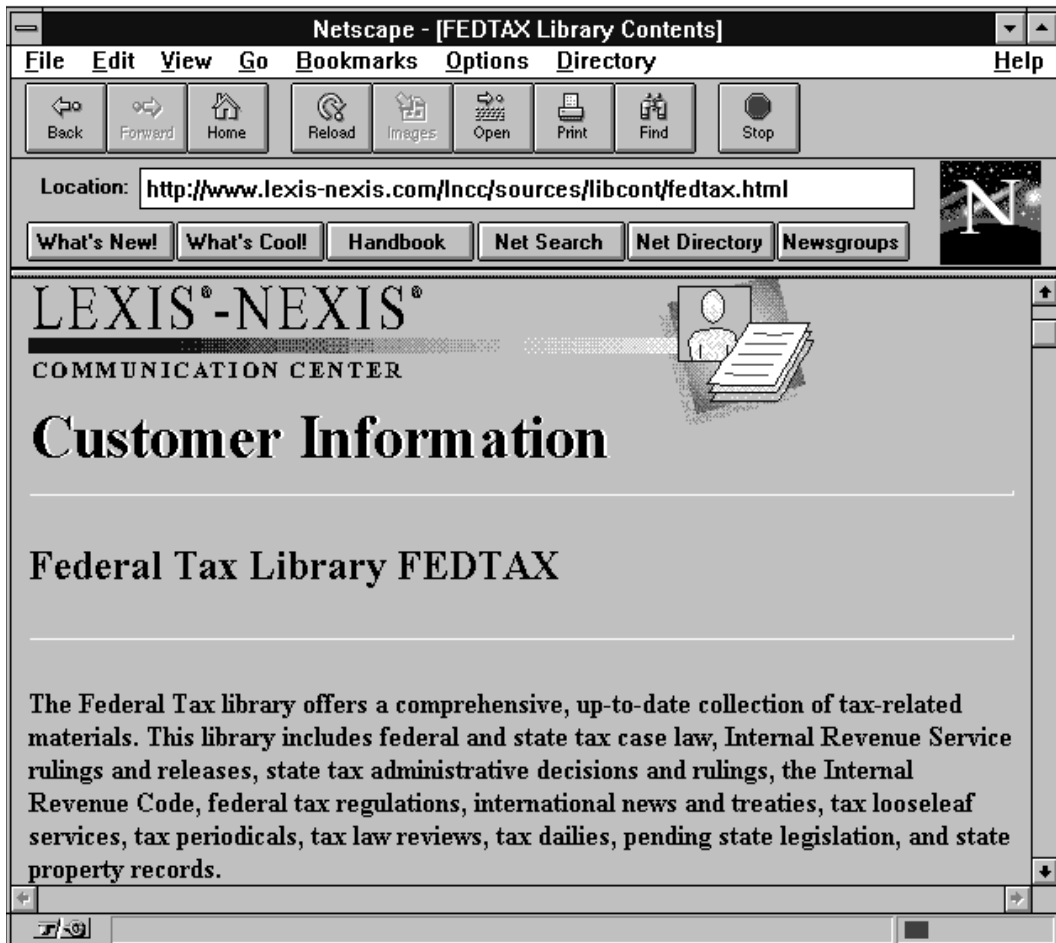 Netscape - [FEDTAX Library Contents]
File Edit View Go Bookmarks Options Directory Help
Back Forward Home Reload Images Open Print Find Stop
Location: http://www.lexis-nexis.com/lncc/sources/libcont/fedtax.html
N
What's New! What's Cool! Handbook Net Search Net Directory Newsgroups
LEXIS®-NEXIS®
COMMUNICATION CENTER
Customer Information
Federal Tax Library FEDTAX
The Federal Tax library offers a comprehensive, up-to-date collection of tax-related
materials. This library includes federal and state tax case law, Internal Revenue Service
rulings and releases, state tax administrative decisions and rulings, the Internal
Revenue Code, federal tax regulations, international news and treaties, tax looseleaf
services, tax periodicals, tax law reviews, tax dailies, pending state legislation, and state
property records.